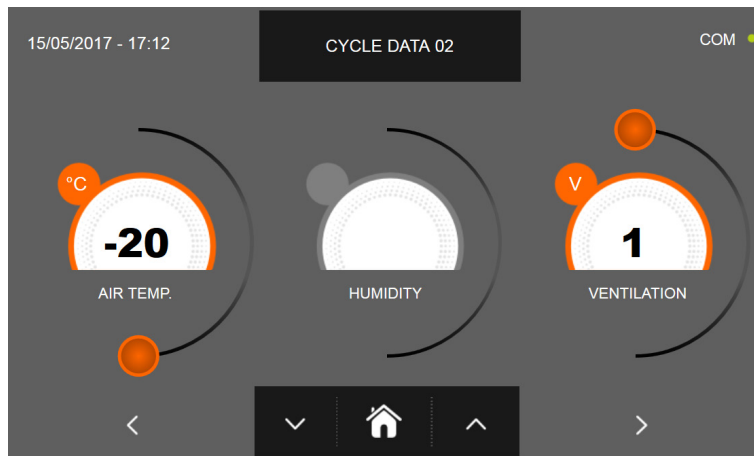 15/05/2017 - 17:12
CYCLE DATA 02
COM
°C
-20
AIR TEMP.
HUMIDITY
V
1
VENTILATION